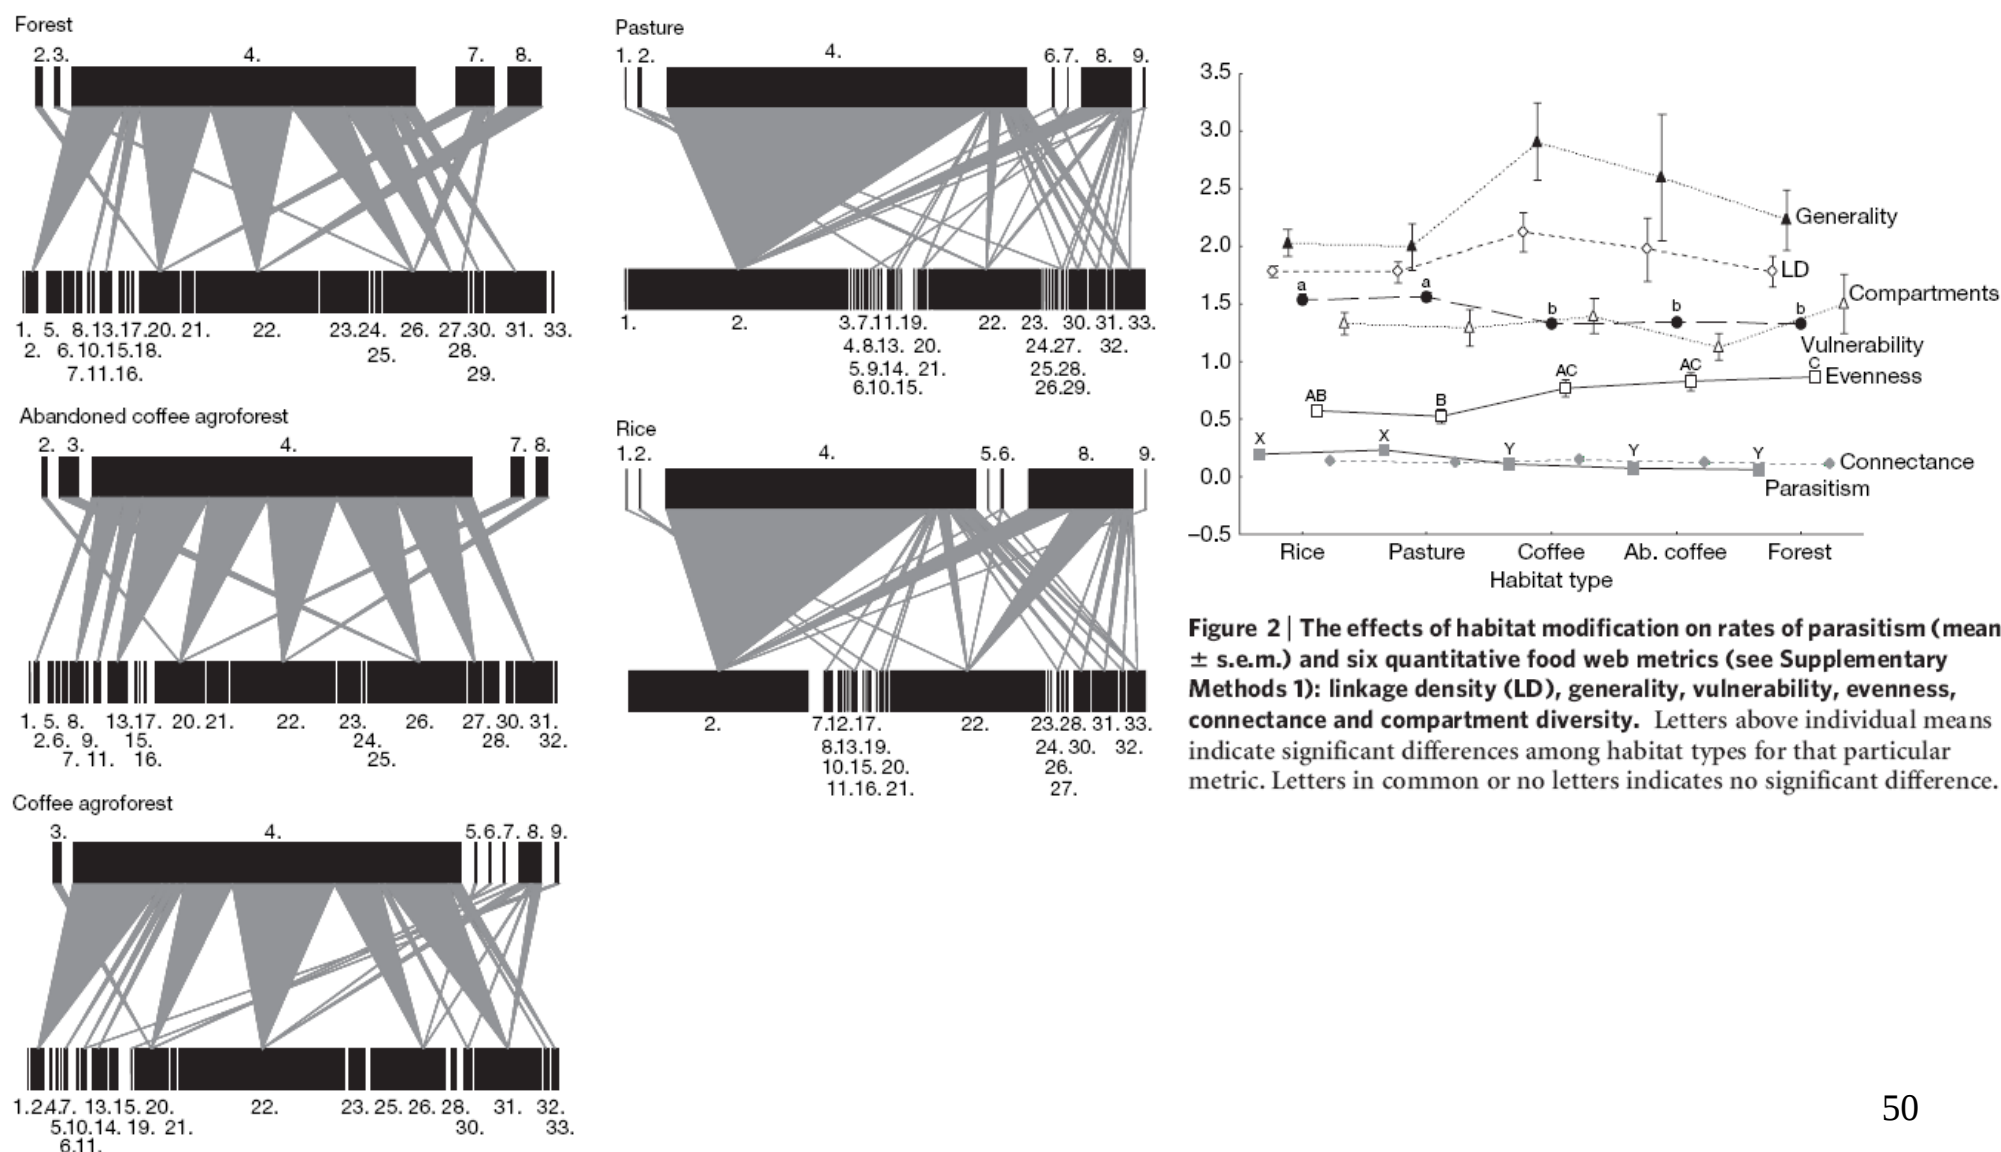 Forest
2. 3. 4. 7. 8.
1. 5. 8.13.17.20. 21. 22. 23.24. 26. 27.30. 31. 33.
2. 6. 10.15.18. 25. 28.
7.11.16. 29.
Abandoned coffee agroforest
2. 3. 4. 7. 8.
1. 5. 8. 13.17. 20. 21. 22. 23. 26. 27. 30. 31.
2.6. 9. 15. 24. 28. 32.
7. 11. 16. 25.
Coffee agroforest
3. 4. 5.6.7. 8. 9.
1.2.4.7. 13.15. 20. 22. 23. 25. 26. 28. 31. 32.
5.10.14. 19. 21. 30. 33.
6.11.
Pasture
1. 2. 4. 6.7. 8. 9.
1. 2. 3.7.11.19. 22. 23. 30. 31. 33.
4.8.13. 20. 24.27. 32.
5.9.14. 21. 25.28.
6.10.15. 26.29.
Rice
1.2. 4. 5.6. 8. 9.
2. 7.12.17. 22. 23.28. 31. 33.
8.13.19. 24. 30. 32.
10.15.20. 26.
11.16.21. 27.
3.5
3.0
2.5
2.0
1.5
1.0
0.5
0.0
−0.5
Generality
LD
Compartments
a a b b b
Vulnerability
AB B AC AC C
Evenness
X X Y Y Y
Connectance
Parasitism
Rice Pasture Coffee Ab. coffee Forest
Habitat type
Figure 2 | The effects of habitat modification on rates of parasitism (mean
± s.e.m.) and six quantitative food web metrics (see Supplementary
Methods 1): linkage density (LD), generality, vulnerability, evenness,
connectance and compartment diversity. Letters above individual means
indicate significant differences among habitat types for that particular
metric. Letters in common or no letters indicates no significant difference.
50